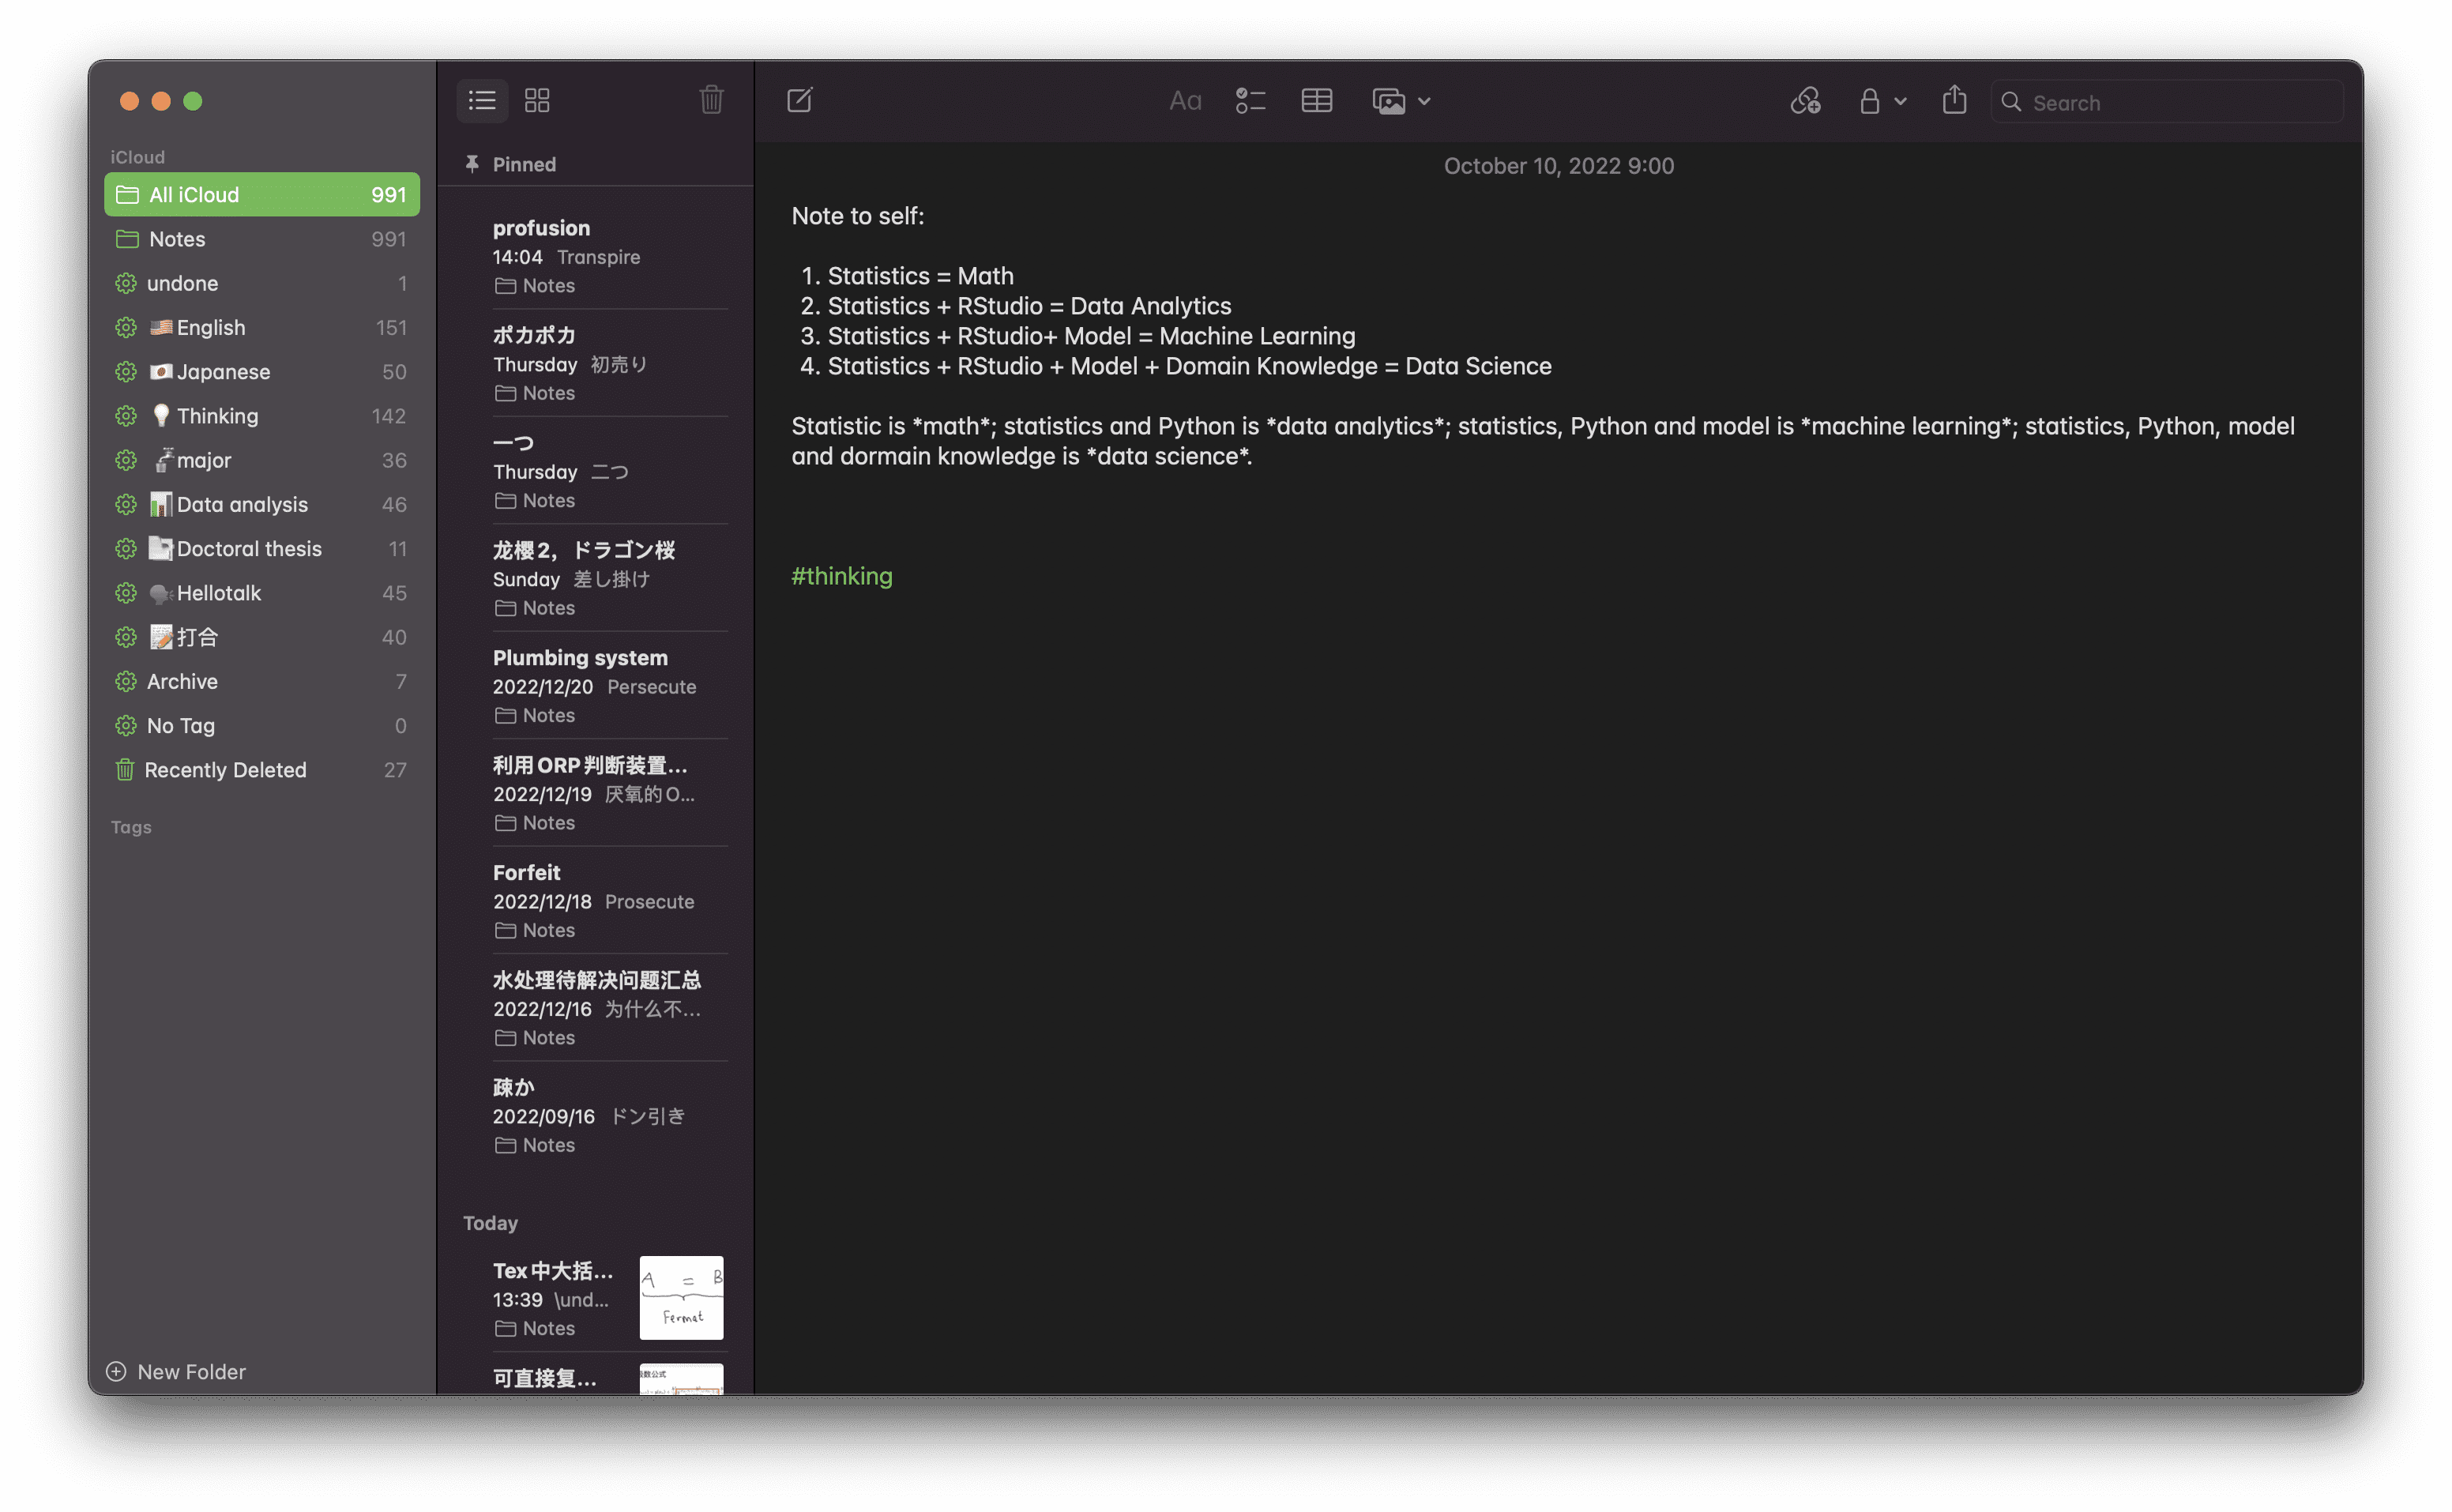 iCloud
All iCloud 991
Notes 991
undone 1
English 151
Japanese 50
Thinking 142
major 36
Data analysis 46
Doctoral thesis 11
Hellotalk 45
打合 40
Archive 7
No Tag 0
Recently Deleted 27
Tags
New Folder
Pinned
profusion
14:04 Transpire
Notes
ポカポカ
Thursday 初売り
Notes
一つ
Thursday 二つ
Notes
龙樱2，ドラゴン桜
Sunday 差し掛け
Notes
Plumbing system
2022/12/20 Persecute
Notes
利用ORP判断装置...
2022/12/19 厌氧的O...
Notes
Forfeit
2022/12/18 Prosecute
Notes
水处理待解决问题汇总
2022/12/16 为什么不...
Notes
疎か
2022/09/16 ドン引き
Notes
Today
Tex中大括...
13:39 \und...
Notes
A = B
Fermat
可直接复...
数公式
Aa
Search
October 10, 2022 9:00
Note to self:
1. Statistics = Math
2. Statistics + RStudio = Data Analytics
3. Statistics + RStudio+ Model = Machine Learning
4. Statistics + RStudio + Model + Domain Knowledge = Data Science
Statistic is *math*; statistics and Python is *data analytics*; statistics, Python and model is *machine learning*; statistics, Python, model
and dormain knowledge is *data science*.
#thinking